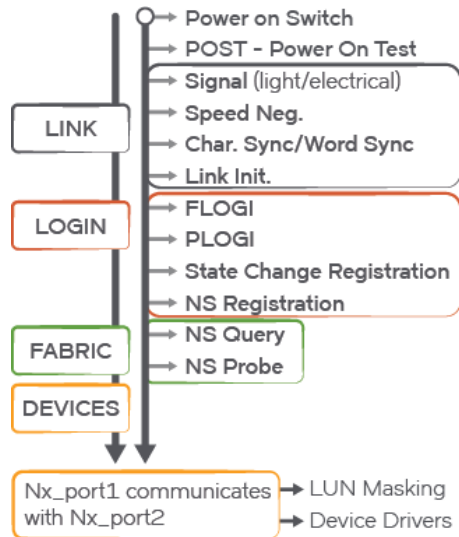 Power on Switch
POST - Power On Test
Signal (light/electrical)
Speed Neg.
LINK
Char. Sync/Word Sync
Link Init.
FLOGI
LOGIN
PLOGI
State Change Registration
NS Registration
NS Query
FABRIC
NS Probe
DEVICES
Nx_port1 communicates
with Nx_port2
LUN Masking
Device Drivers